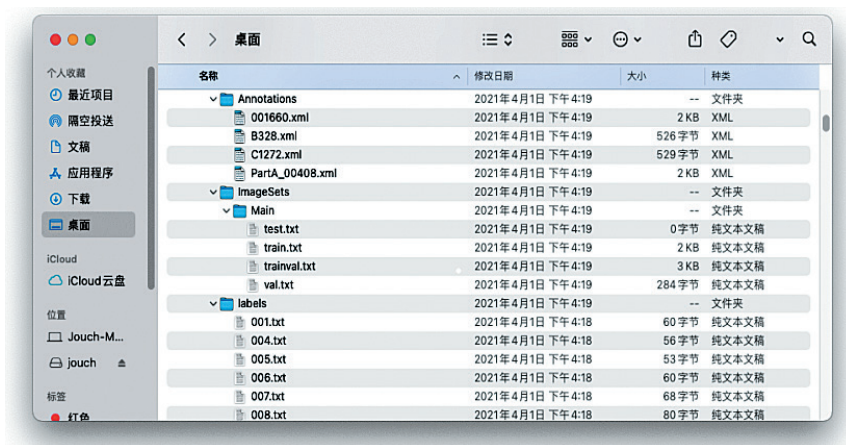 桌面
个人收藏
最近项目
隔空投送
文稿
应用程序
下载
桌面
iCloud
iCloud云盘
位置
Jouch-M...
jouch
标签
红色
名称 修改日期 大小 种类
Annotations 2021年4月1日 下午4:19 -- 文件夹
001660.xml 2021年4月1日 下午4:19 2 KB XML
B328.xml 2021年4月1日 下午4:19 526字节 XML
C1272.xml 2021年4月1日 下午4:19 529字节 XML
PartA_00408.xml 2021年4月1日 下午4:19 2 KB XML
ImageSets 2021年4月1日 下午4:19 -- 文件夹
Main 2021年4月1日 下午4:19 -- 文件夹
test.txt 2021年4月1日 下午4:19 0字节 纯文本文稿
train.txt 2021年4月1日 下午4:19 2 KB 纯文本文稿
trainval.txt 2021年4月1日 下午4:19 3 KB 纯文本文稿
val.txt 2021年4月1日 下午4:19 284字节 纯文本文稿
labels 2021年4月1日 下午4:19 -- 文件夹
001.txt 2021年4月1日 下午4:18 60字节 纯文本文稿
004.txt 2021年4月1日 下午4:18 56字节 纯文本文稿
005.txt 2021年4月1日 下午4:18 53字节 纯文本文稿
006.txt 2021年4月1日 下午4:18 60字节 纯文本文稿
007.txt 2021年4月1日 下午4:18 68字节 纯文本文稿
008.txt 2021年4月1日 下午4:18 80字节 纯文本文稿